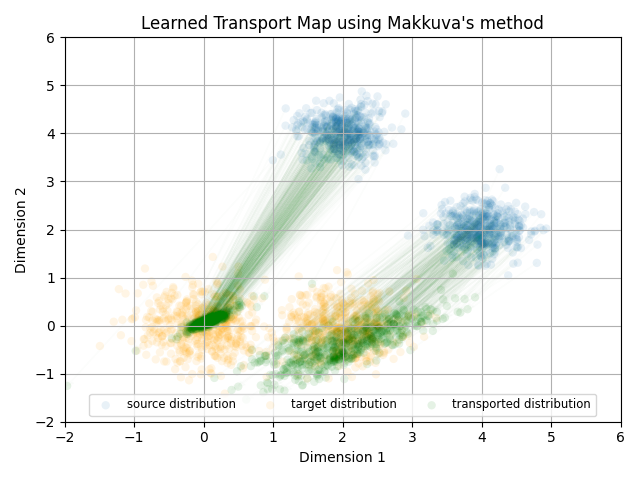 Learned Transport Map using Makkuva's method
6
5
4
3
2
1
0
−1
−2
Dimension 2
source distribution target distribution transported distribution
−2 −1 0 1 2 3 4 5 6
Dimension 1